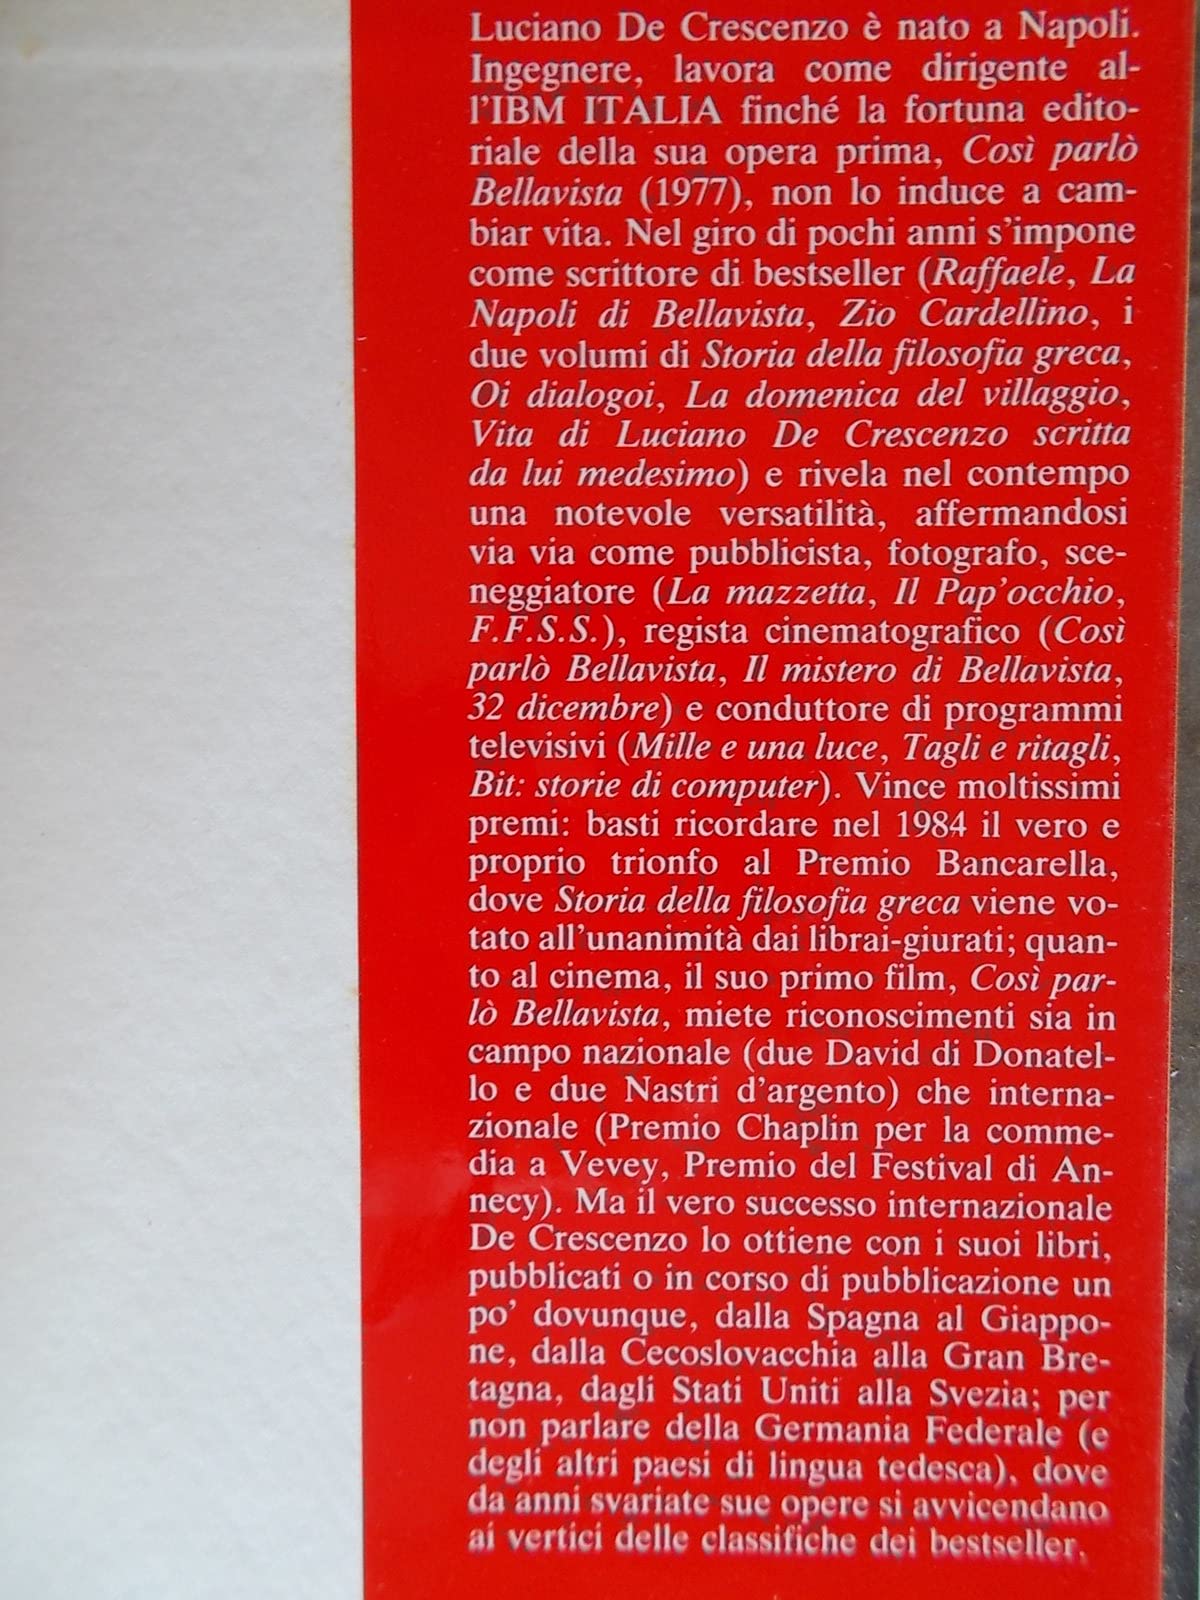 Luciano De Crescenzo è nato a Napoli.
Ingegnere, lavora come dirigente al-
l'IBM ITALIA finché la fortuna edito-
riale della sua opera prima, Così parlò
Bellavista (1977), non lo induce a cam-
biar vita. Nel giro di pochi anni s'impone
come scrittore di bestseller (Raffaele, La
Napoli di Bellavista, Zio Cardellino, i
due volumi di Storia della filosofia greca,
Oi dialogoi, La domenica del villaggio,
Vita di Luciano De Crescenzo scritta
da lui medesimo) e rivela nel contempo
una notevole versatilità, affermandosi
via via come pubblicista, fotografo, sce-
neggiatore (La mazzetta, Il Pap'occhio,
F.F.S.S.), regista cinematografico (Così
parlò Bellavista, Il mistero di Bellavista,
32 dicembre) e conduttore di programmi
televisivi (Mille e una luce, Tagli e ritagli,
Bit: storie di computer). Vince moltissimi
premi: basti ricordare nel 1984 il vero e
proprio trionfo al Premio Bancarella,
dove Storia della filosofia greca viene vo-
tato all'unanimità dai librai-giurati; quan-
to al cinema, il suo primo film, Così par-
lò Bellavista, miete riconoscimenti sia in
campo nazionale (due David di Donatel-
lo e due Nastri d'argento) che interna-
zionale (Premio Chaplin per la comme-
dia a Vevey, Premio del Festival di An-
necy). Ma il vero successo internazionale
De Crescenzo lo ottiene con i suoi libri,
pubblicati o in corso di pubblicazione un
po' dovunque, dalla Spagna al Giappo-
ne, dalla Cecoslovacchia alla Gran Bre-
tagna, dagli Stati Uniti alla Svezia; per
non parlare della Germania Federale (e
degli altri paesi di lingua tedesca), dove
da anni svariate sue opere si avvicendano
ai vertici delle classifiche dei bestseller.